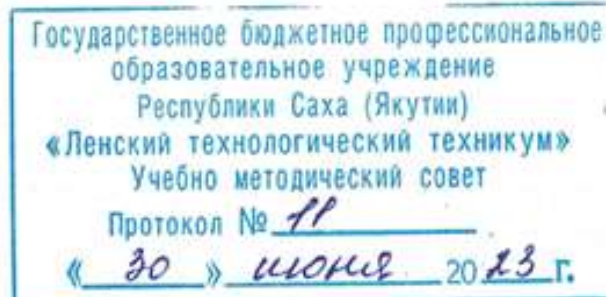 Государственное бюджетное профессиональное
образовательное учреждение
Республики Саха (Якутии)
«Ленский технологический техникум»
Учебно методический совет
Протокол № 11
« 30 » июня 2023 г.